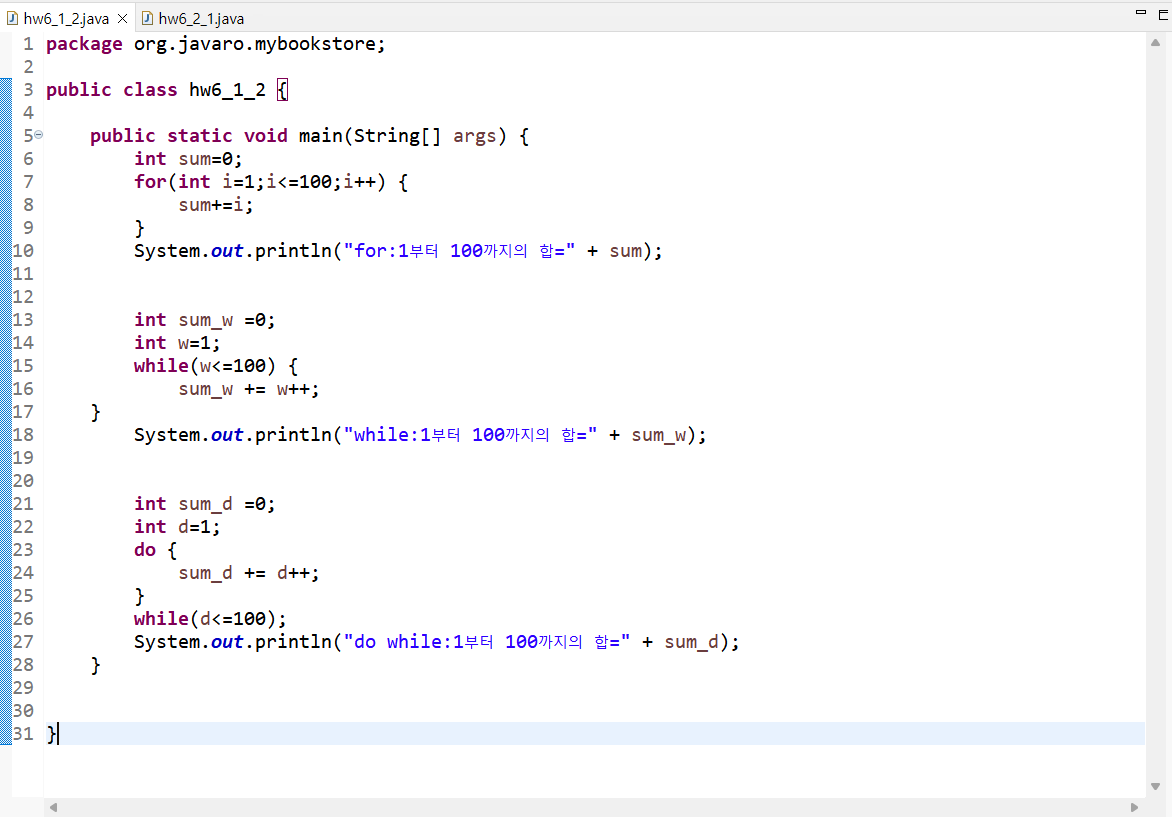 hw6_1_2.java hw6_2_1.java
1 package org.javaro.mybookstore;
2
3 public class hw6_1_2 {
4
5     public static void main(String[] args) {
6         int sum=0;
7         for(int i=1;i<=100;i++) {
8             sum+=i;
9         }
10         System.out.println("for:1부터 100까지의 합=" + sum);
11
12
13         int sum_w =0;
14         int w=1;
15         while(w<=100) {
16             sum_w += w++;
17     }
18         System.out.println("while:1부터 100까지의 합=" + sum_w);
19
20
21         int sum_d =0;
22         int d=1;
23         do {
24             sum_d += d++;
25         }
26         while(d<=100);
27         System.out.println("do while:1부터 100까지의 합=" + sum_d);
28     }
29
30
31 }